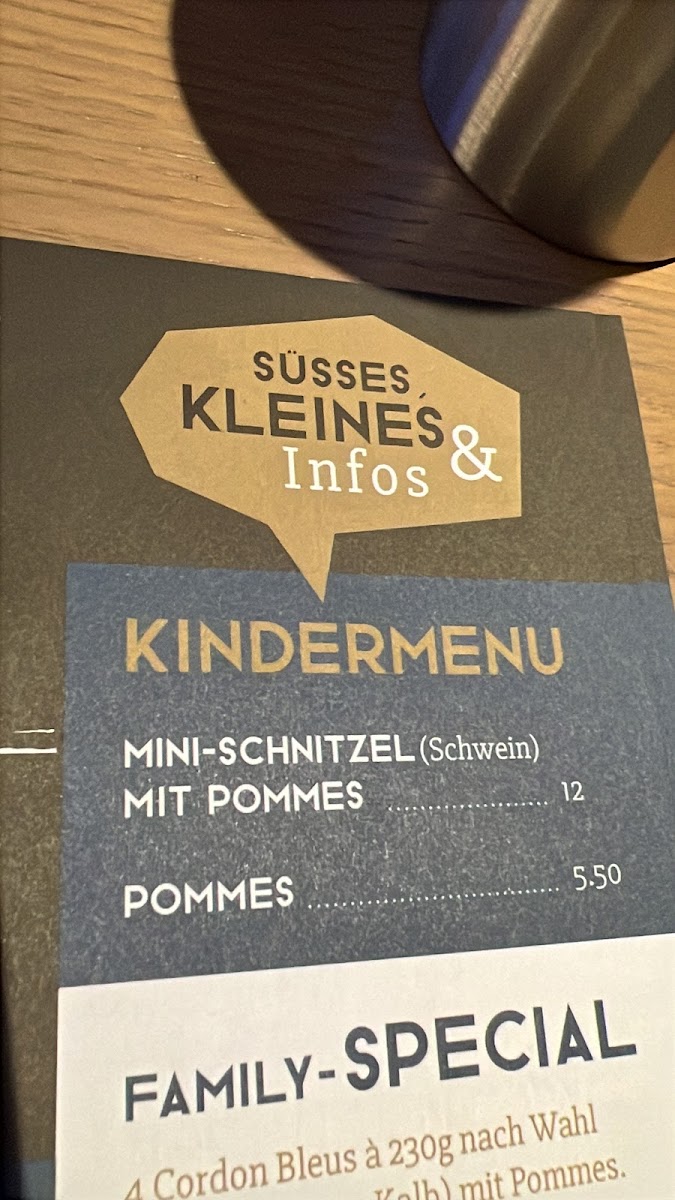 SÜSSES,
KLEINES
Infos &
KINDERMENU
MINI-SCHNITZEL (Schwein)
MIT POMMES .................... 12
POMMES ............................... 5.50
FAMILY-SPECIAL
4 Cordon Bleus à 230g nach Wahl
Kalb) mit Pommes.